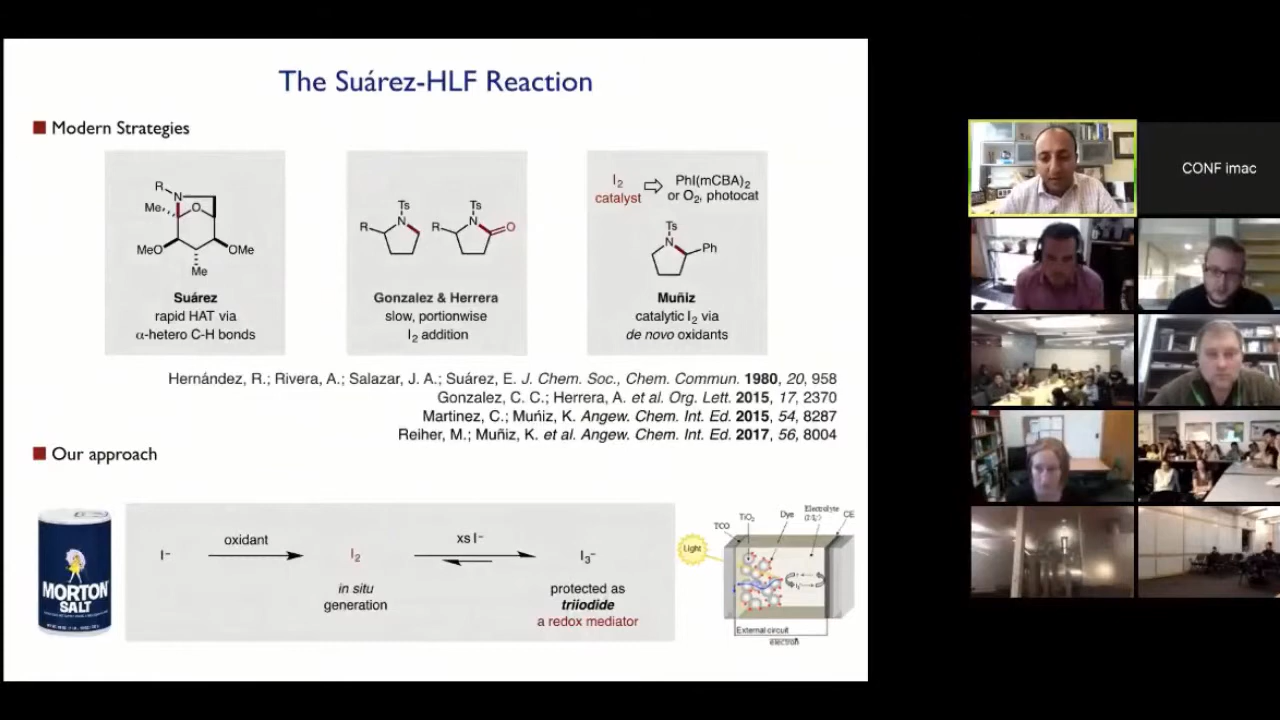 The Suárez-HLF Reaction
Modern Strategies
R
N
Me
O
MeO
OMe
Me
Suárez
rapid HAT via
α-hetero C-H bonds
Ts
Ts
R
N
R
N
O
Gonzalez & Herrera
slow, portionwise
I2 addition
I2
PhI(mCBA)2
catalyst
or O2, photocat
Ts
N
Ph
Muñiz
catalytic I2 via
de novo oxidants
Hernández, R.; Rivera, A.; Salazar, J. A.; Suárez, E. J. Chem. Soc., Chem. Commun. 1980, 20, 958
Gonzalez, C. C.; Herrera, A. et al. Org. Lett. 2015, 17, 2370
Martinez, C.; Muńiz, K. Angew. Chem. Int. Ed. 2015, 54, 8287
Reiher, M.; Muñiz, K. et al. Angew. Chem. Int. Ed. 2017, 56, 8004
Our approach
MORTON
SALT
I–
oxidant
I2
xs I–
I3–
in situ
generation
protected as
triiodide
a redox mediator
Light
TCO
TiO2
Dye
Electrolyte
CE
External circuit
electron
CONF imac